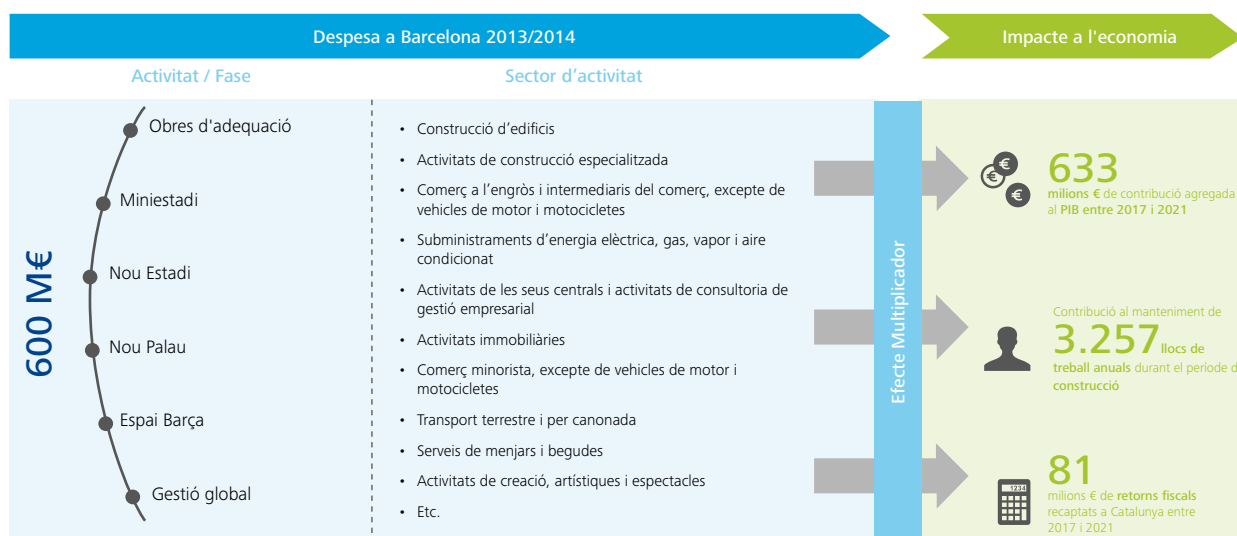 Despesa a Barcelona 2013/2014
Impacte a l'economia
Activitat / Fase
Sector d'activitat
600 M€
Obres d'adequació
Miniestadi
Nou Estadi
Nou Palau
Espai Barça
Gestió global
• Construcció d'edificis
• Activitats de construcció especialitzada
• Comerç a l'engròs i intermediaris del comerç, excepte de
vehicles de motor i motocicletes
• Subministraments d'energia elèctrica, gas, vapor i aire
condicionat
• Activitats de les seus centrals i activitats de consultoria de
gestió empresarial
• Activitats immobiliàries
• Comerç minorista, excepte de vehicles de motor i
motocicletes
• Transport terrestre i per canonada
• Serveis de menjars i begudes
• Activitats de creació, artístiques i espectacles
• Etc.
Efecte Multiplicador
633
milions € de contribució agregada
al PIB entre 2017 i 2021
Contribució al manteniment de
3.257 llocs de
treball anuals durant el període d
construcció
1234
81
milions € de retorns fiscals
recaptats a Catalunya entre
2017 i 2021